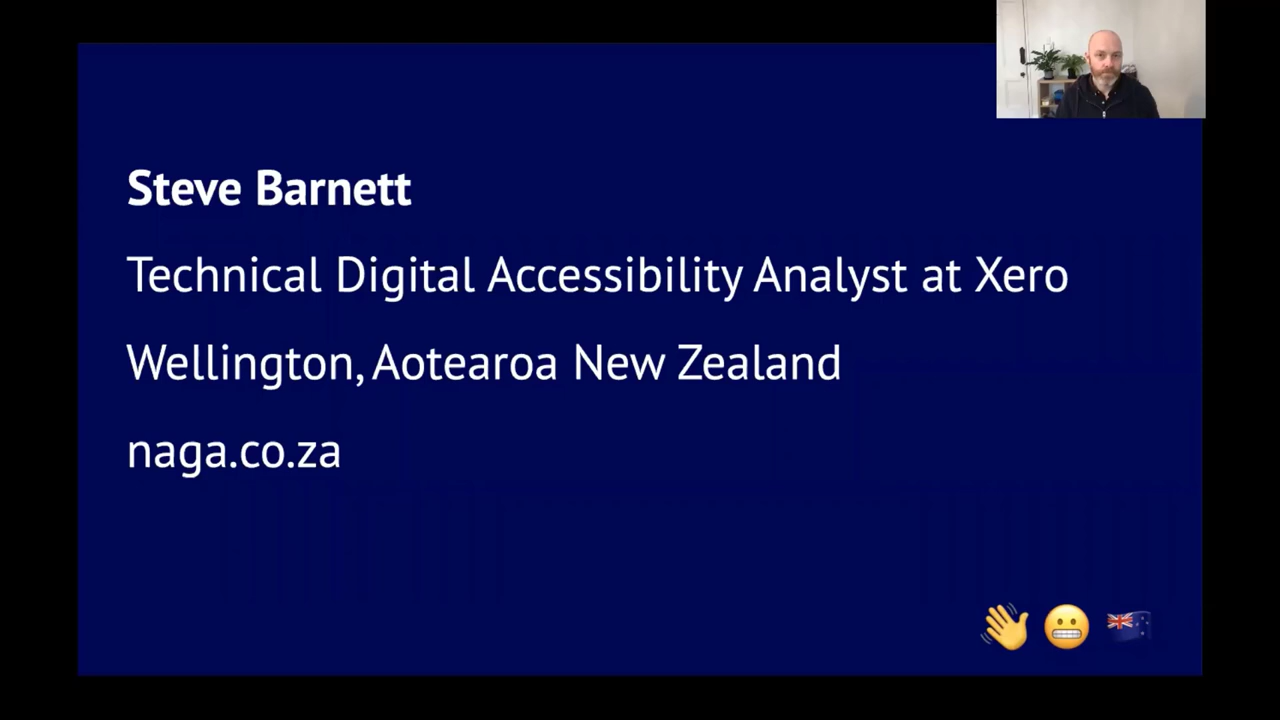 Steve Barnett
Technical Digital Accessibility Analyst at Xero
Wellington, Aotearoa New Zealand
naga.co.za